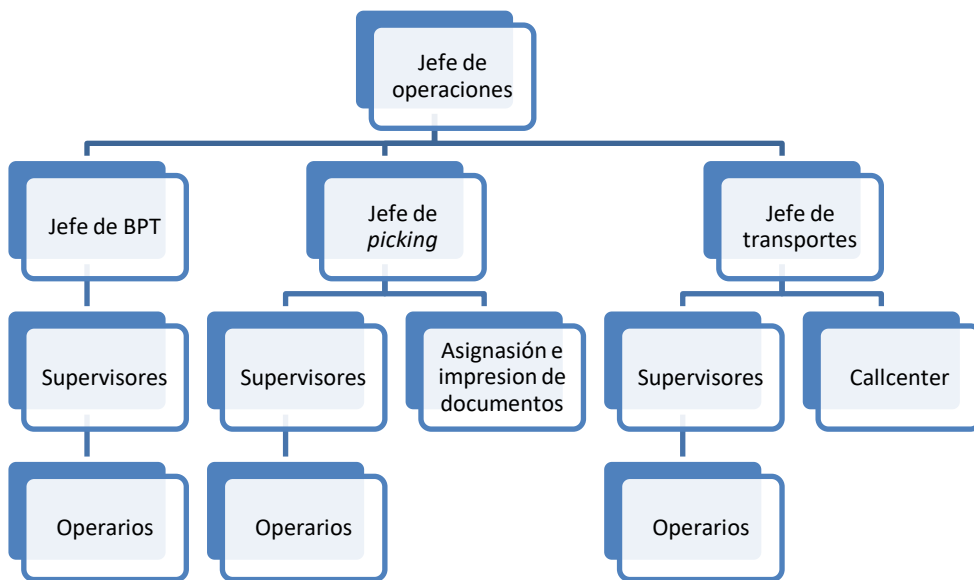 Jefe de
operaciones
Jefe de BPT
Jefe de
picking
Jefe de
transportes
Supervisores
Supervisores
Asignasión e
impresion de
documentos
Supervisores
Callcenter
Operarios
Operarios
Operarios